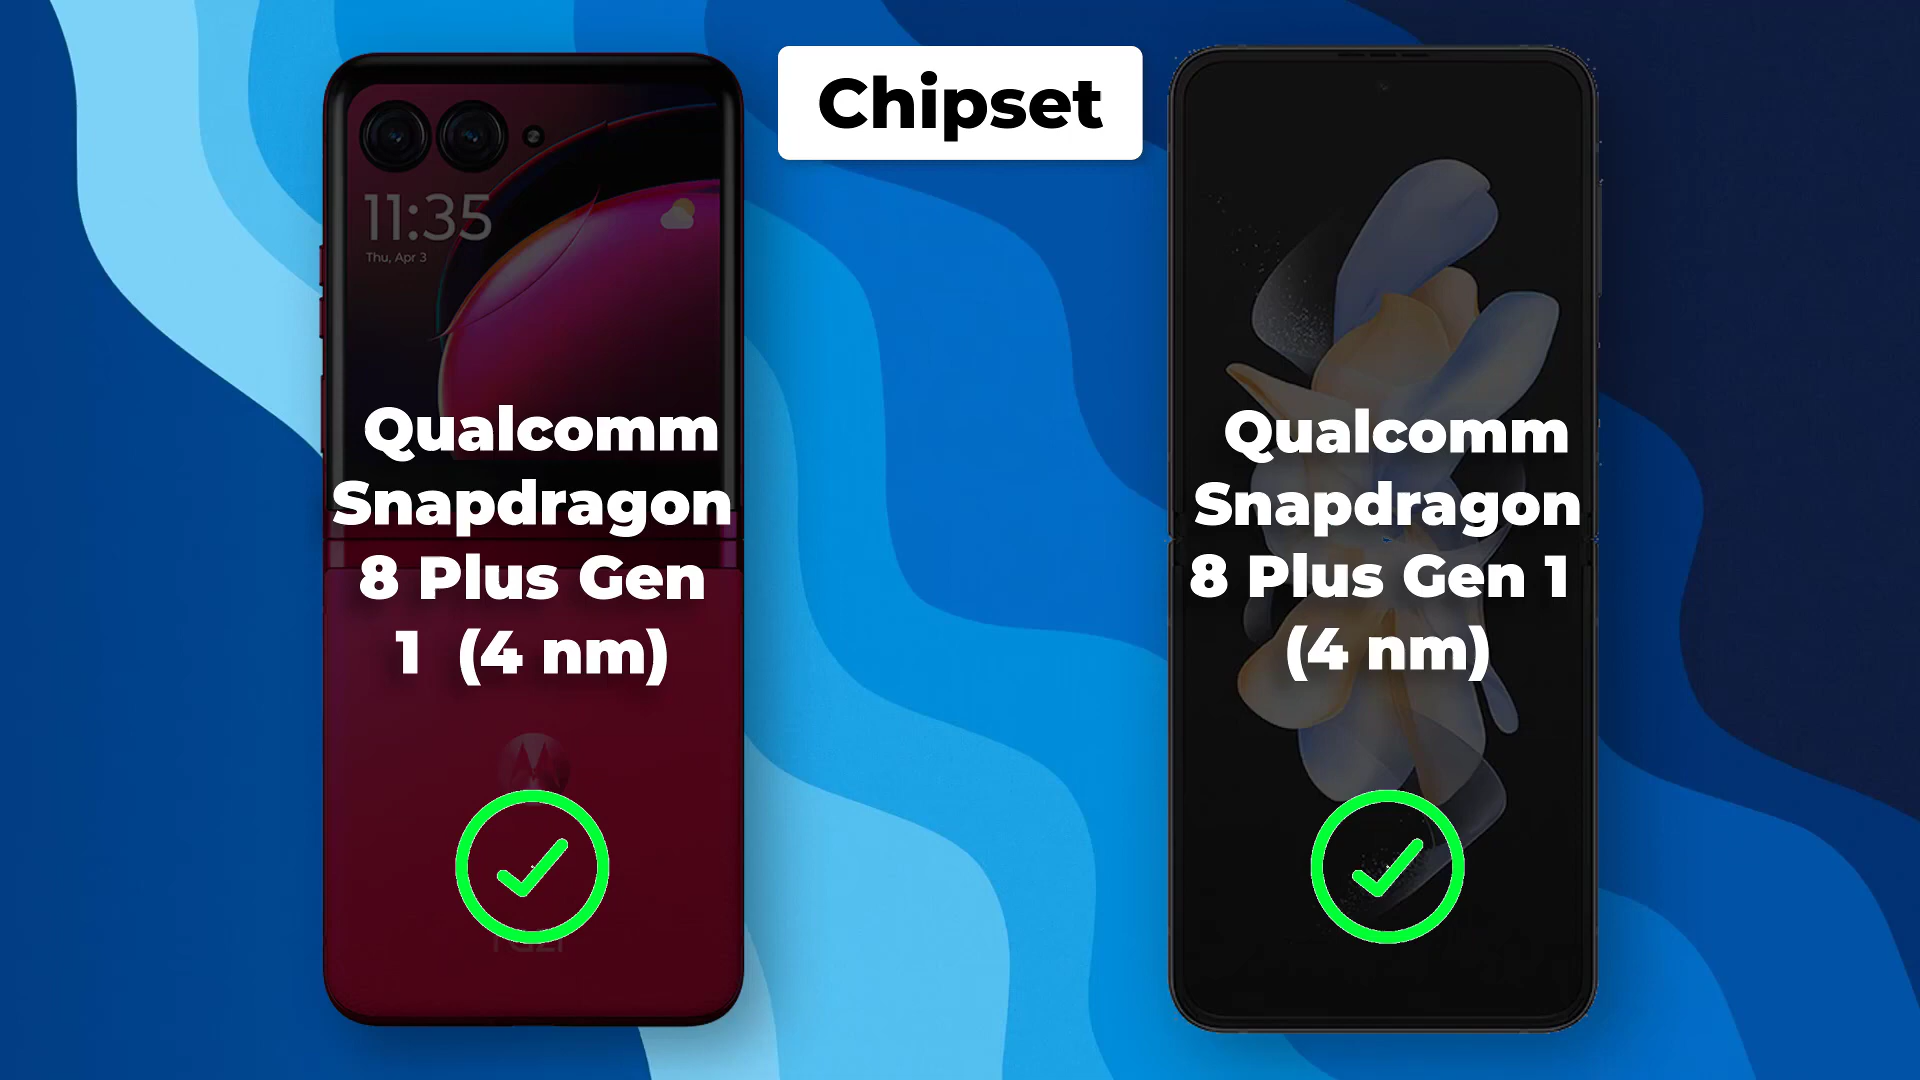 Chipset
11:35
Thu, Apr 3
Qualcomm
Snapdragon
8 Plus Gen
1 (4 nm)
Qualcomm
Snapdragon
8 Plus Gen 1
(4 nm)